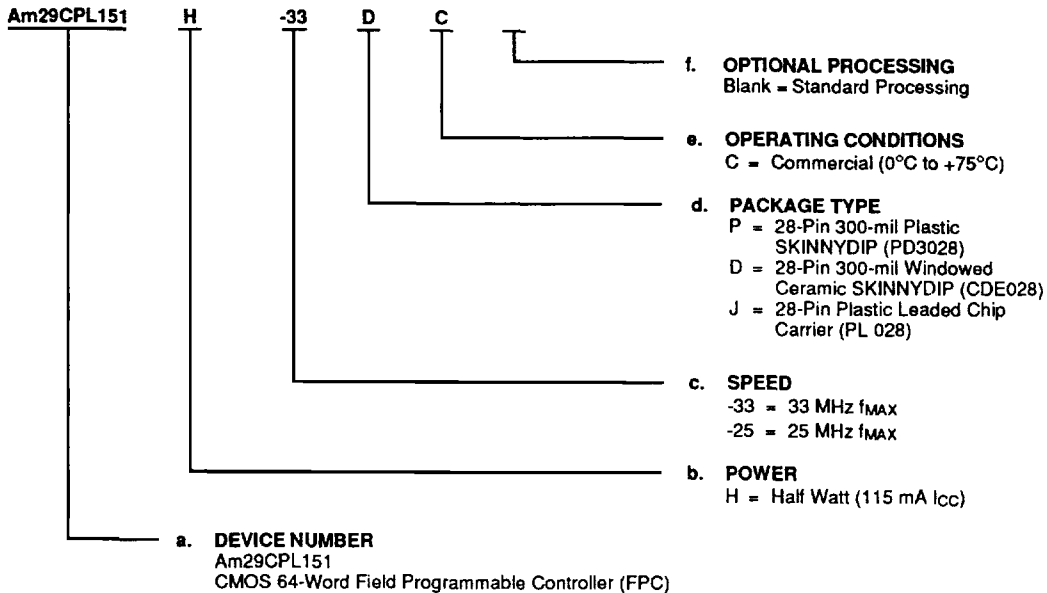 Am29CPL151 H -33 D C
f. OPTIONAL PROCESSING
Blank = Standard Processing
e. OPERATING CONDITIONS
C = Commercial (0°C to +75°C)
d. PACKAGE TYPE
P = 28-Pin 300-mil Plastic
SKINNYDIP (PD3028)
D = 28-Pin 300-mil Windowed
Ceramic SKINNYDIP (CDE028)
J = 28-Pin Plastic Leaded Chip
Carrier (PL 028)
c. SPEED
-33 = 33 MHz fMAX
-25 = 25 MHz fMAX
b. POWER
H = Half Watt (115 mA ICC)
a. DEVICE NUMBER
Am29CPL151
CMOS 64-Word Field Programmable Controller (FPC)